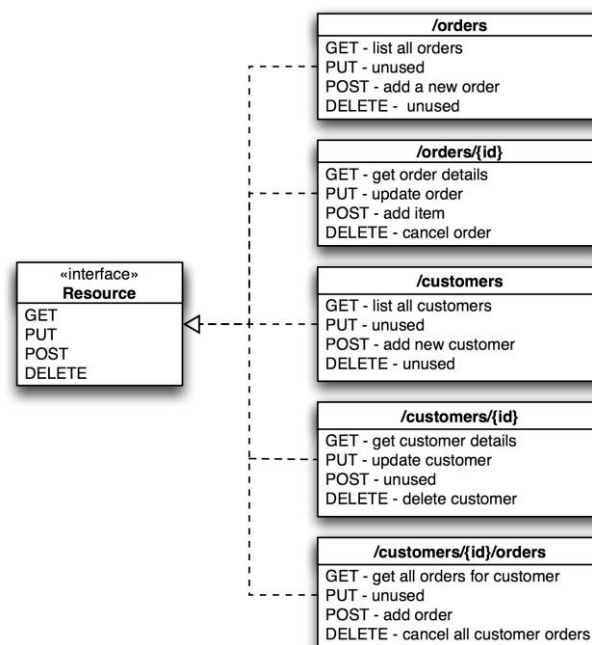 /orders
GET - list all orders
PUT - unused
POST - add a new order
DELETE -  unused
/orders/{id}
GET - get order details
PUT - update order
POST - add item
DELETE - cancel order
«interface»
Resource
GET
PUT
POST
DELETE
/customers
GET - list all customers
PUT - unused
POST - add new customer
DELETE - unused
/customers/{id}
GET - get customer details
PUT - update customer
POST - unused
DELETE - delete customer
/customers/{id}/orders
GET - get all orders for customer
PUT - unused
POST - add order
DELETE - cancel all customer orders